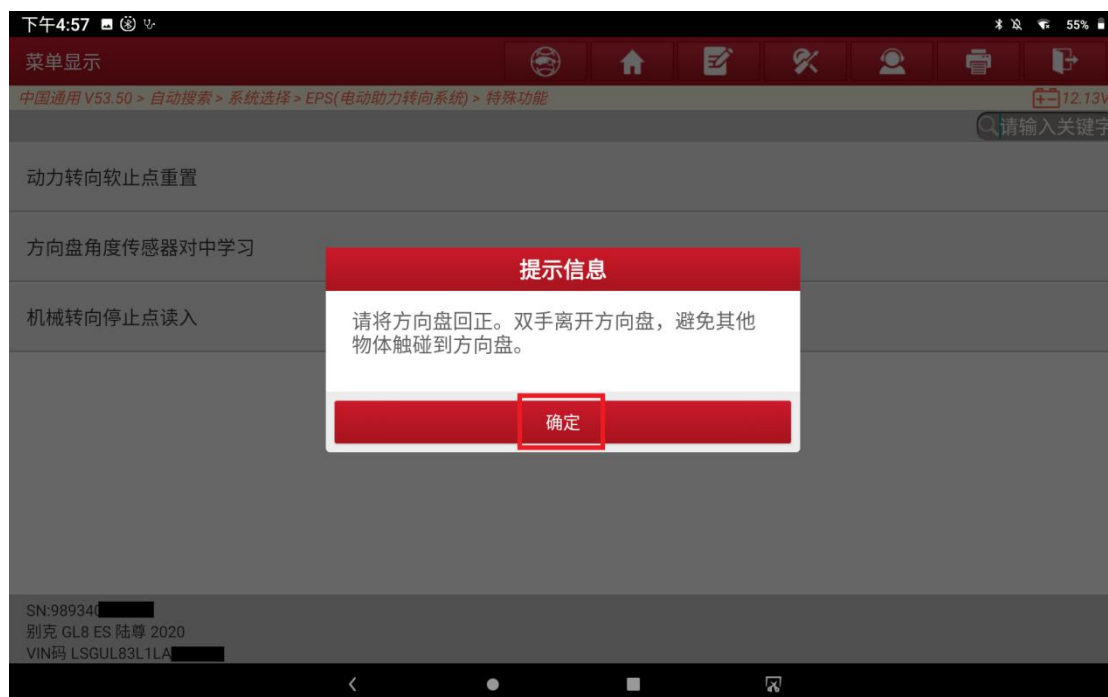 下午4:57
55%
菜单显示
中国通用 V53.50 > 自动搜索 > 系统选择 > EPS(电动助力转向系统) > 特殊功能
12.13V
请输入关键字
动力转向软止点重置
方向盘角度传感器对中学习
机械转向停止点读入
提示信息
请将方向盘回正。双手离开方向盘，避免其他
物体触碰到方向盘。
确定
SN:989340
别克 GL8 ES 陆尊 2020
VIN码 LSGUL83L1LA